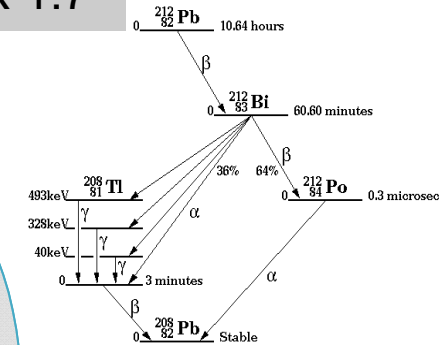 212
82 Pb
0 10.64 hours
β
212
83 Bi
0 60.60 minutes
36% 64% β
208
81 Tl
493keV
212
84 Po
0 0.3 microsec
γ
α
328keV
γ
40keV
γ
0 3 minutes
α
β
208
82 Pb
0 Stable